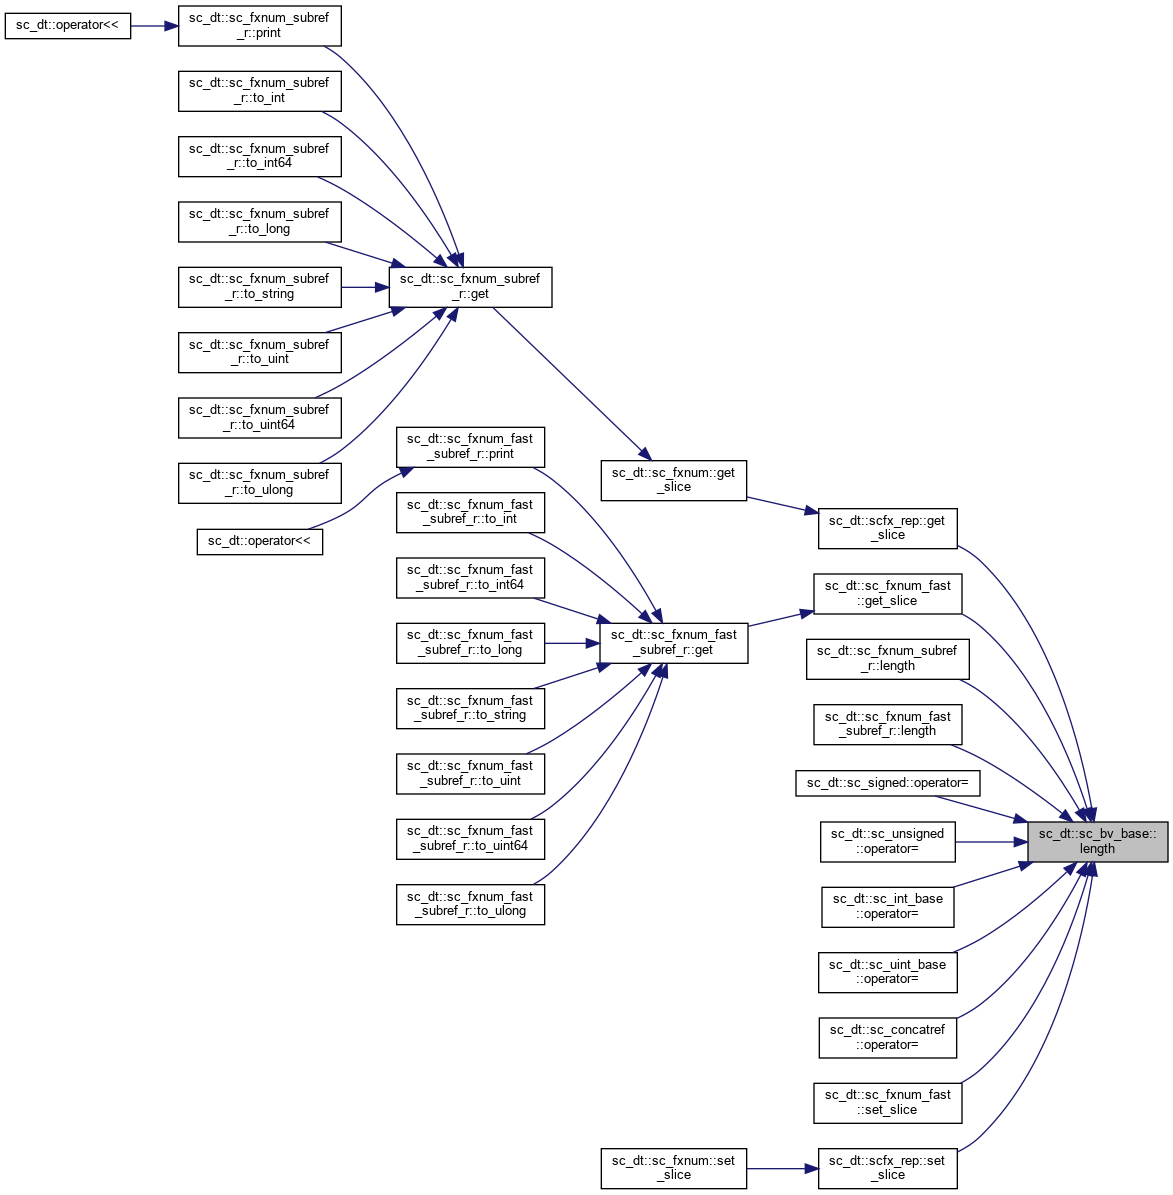 sc_dt::operator<<
sc_dt::sc_fxnum_subref
_r::print
sc_dt::sc_fxnum_subref
_r::to_int
sc_dt::sc_fxnum_subref
_r::to_int64
sc_dt::sc_fxnum_subref
_r::to_long
sc_dt::sc_fxnum_subref
_r::to_string
sc_dt::sc_fxnum_subref
_r::to_uint
sc_dt::sc_fxnum_subref
_r::to_uint64
sc_dt::sc_fxnum_subref
_r::to_ulong
sc_dt::operator<<
sc_dt::sc_fxnum_subref
_r::get
sc_dt::sc_fxnum_fast
_subref_r::print
sc_dt::sc_fxnum_fast
_subref_r::to_int
sc_dt::sc_fxnum_fast
_subref_r::to_int64
sc_dt::sc_fxnum_fast
_subref_r::to_long
sc_dt::sc_fxnum_fast
_subref_r::to_string
sc_dt::sc_fxnum_fast
_subref_r::to_uint
sc_dt::sc_fxnum_fast
_subref_r::to_uint64
sc_dt::sc_fxnum_fast
_subref_r::to_ulong
sc_dt::sc_fxnum::get
_slice
sc_dt::sc_fxnum_fast
_subref_r::get
sc_dt::sc_fxnum::set
_slice
sc_dt::scfx_rep::get
_slice
sc_dt::sc_fxnum_fast
::get_slice
sc_dt::sc_fxnum_subref
_r::length
sc_dt::sc_fxnum_fast
_subref_r::length
sc_dt::sc_signed::operator=
sc_dt::sc_unsigned
::operator=
sc_dt::sc_int_base
::operator=
sc_dt::sc_uint_base
::operator=
sc_dt::sc_concatref
::operator=
sc_dt::sc_fxnum_fast
::set_slice
sc_dt::scfx_rep::set
_slice
sc_dt::sc_bv_base::
length